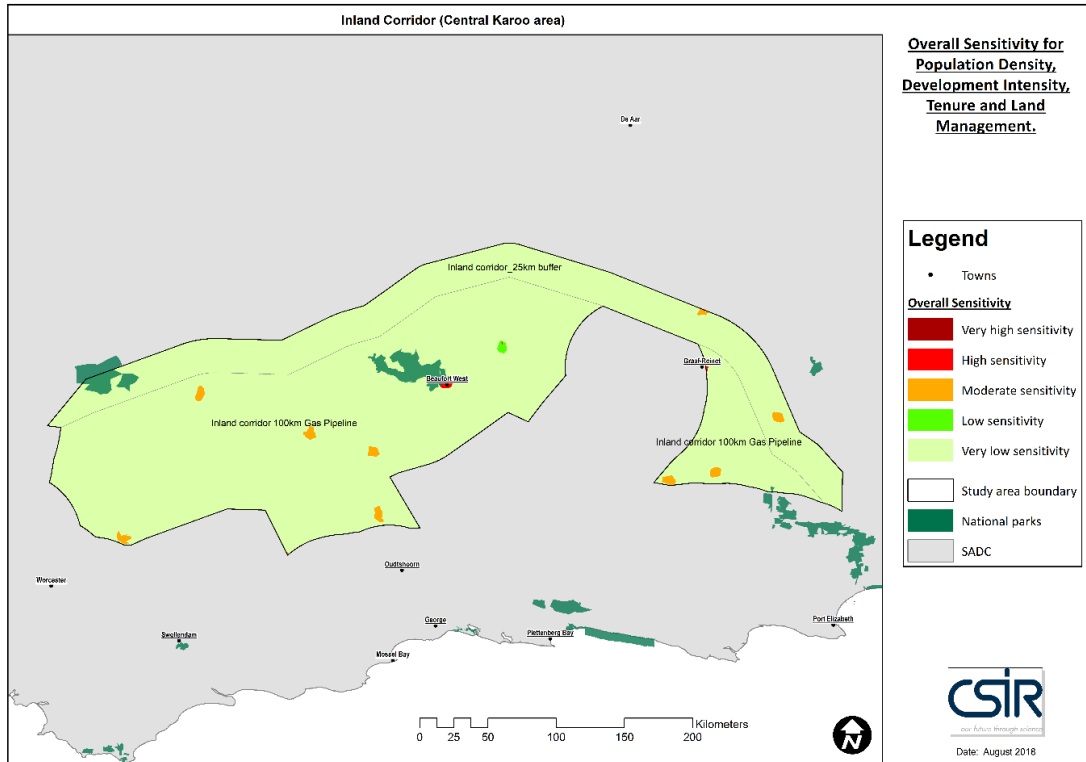 Inland Corridor (Central Karoo area)
Overall Sensitivity for
Population Density,
Development Intensity,
Tenure and Land
Management.
De Aar
Inland corridor_25km buffer
Graaf-Reinet
Beaufort West
Inland corridor 100km Gas Pipeline
Inland corridor 100km Gas Pipeline
Oudtshoorn
Worcester
George
Port Elizabeth
Swellendam
Plettenberg Bay
Mossel Bay
Legend
Towns
Overall Sensitivity
Very high sensitivity
High sensitivity
Moderate sensitivity
Low sensitivity
Very low sensitivity
Study area boundary
National parks
SADC
Kilometers
0 25 50 100 150 200
N
CSIR
our future through science
Date: August 2018